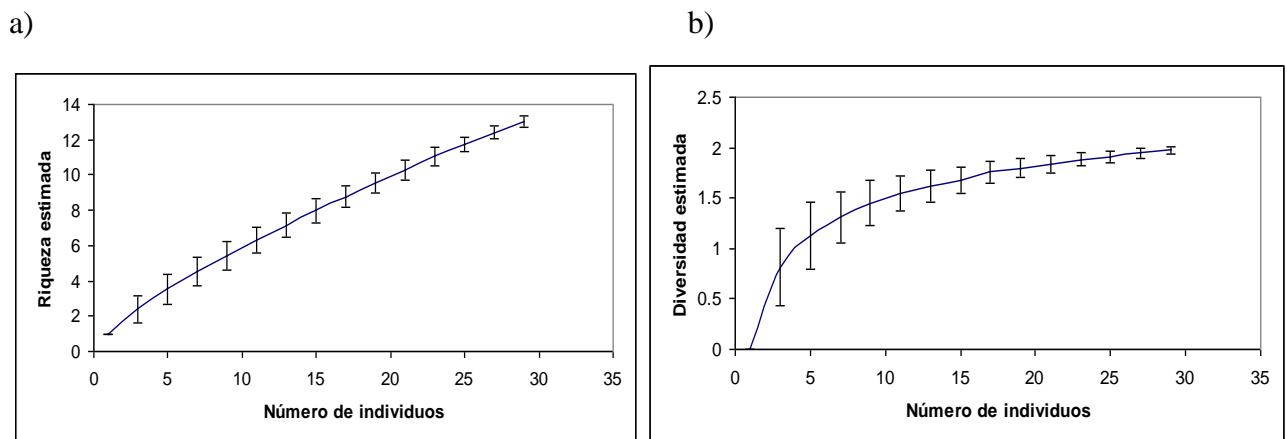 a)
b)
Riqueza estimada
14
12
10
8
6
4
2
0
0 5 10 15 20 25 30 35
Número de individuos
Diversidad estimada
2.5
2
1.5
1
0.5
0
0 5 10 15 20 25 30 35
Número de individuos